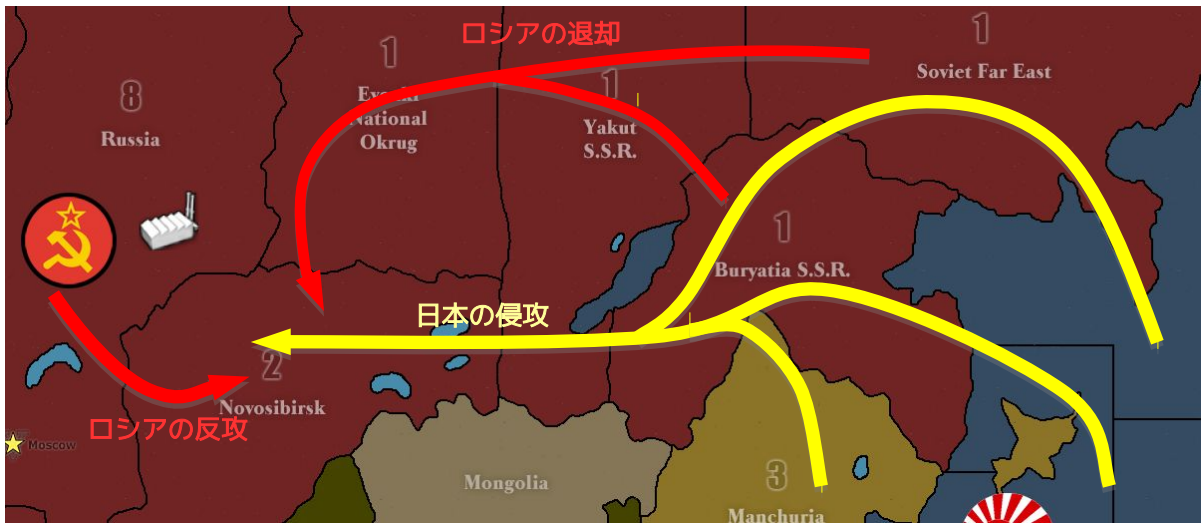 ロシアの退却
1
1
Soviet Far East
8
Evenki
National
Okrug
1
Yakut
S.S.R.
Russia
1
Buryatia S.S.R.
日本の侵攻
2
Novosibirsk
ロシアの反攻
Moscow
Mongolia
3
Manchuria